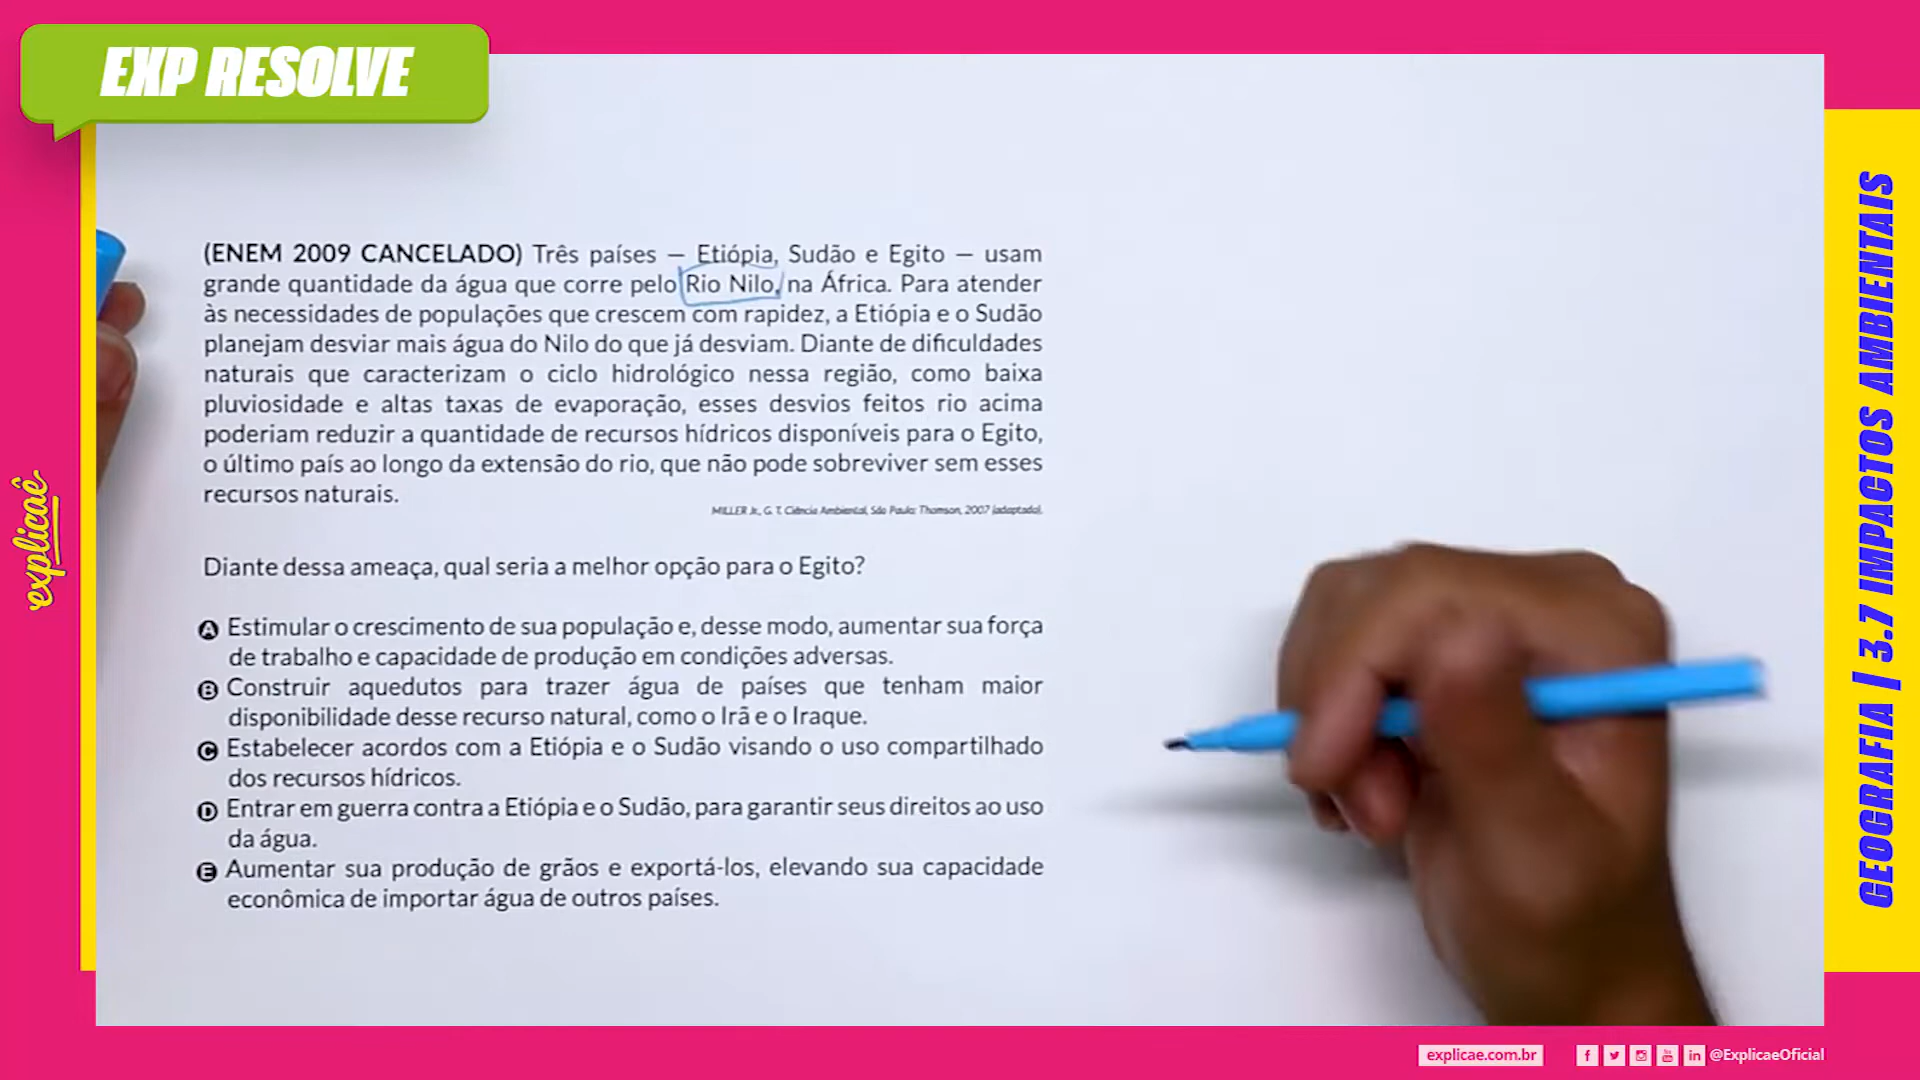 EXP RESOLVE
(ENEM 2009 CANCELADO) Três países — Etiópia, Sudão e Egito — usam
grande quantidade da água que corre pelo Rio Nilo, na África. Para atender
às necessidades de populações que crescem com rapidez, a Etiópia e o Sudão
planejam desviar mais água do Nilo do que já desviam. Diante de dificuldades
naturais que caracterizam o ciclo hidrológico nessa região, como baixa
pluviosidade e altas taxas de evaporação, esses desvios feitos rio acima
poderiam reduzir a quantidade de recursos hídricos disponíveis para o Egito,
o último país ao longo da extensão do rio, que não pode sobreviver sem esses
recursos naturais.
MILLER Jr., G. T. Ciência Ambiental, São Paulo: Thomson, 2007 (adaptado).
Diante dessa ameaça, qual seria a melhor opção para o Egito?
A Estimular o crescimento de sua população e, desse modo, aumentar sua força
de trabalho e capacidade de produção em condições adversas.
B Construir aquedutos para trazer água de países que tenham maior
disponibilidade desse recurso natural, como o Irã e o Iraque.
C Estabelecer acordos com a Etiópia e o Sudão visando o uso compartilhado
dos recursos hídricos.
D Entrar em guerra contra a Etiópia e o Sudão, para garantir seus direitos ao uso
da água.
E Aumentar sua produção de grãos e exportá-los, elevando sua capacidade
econômica de importar água de outros países.
explicaê
GEOGRAFIA | 3.7 IMPACTOS AMBIENTAIS
explicae.com.br
@ExplicaeOficial